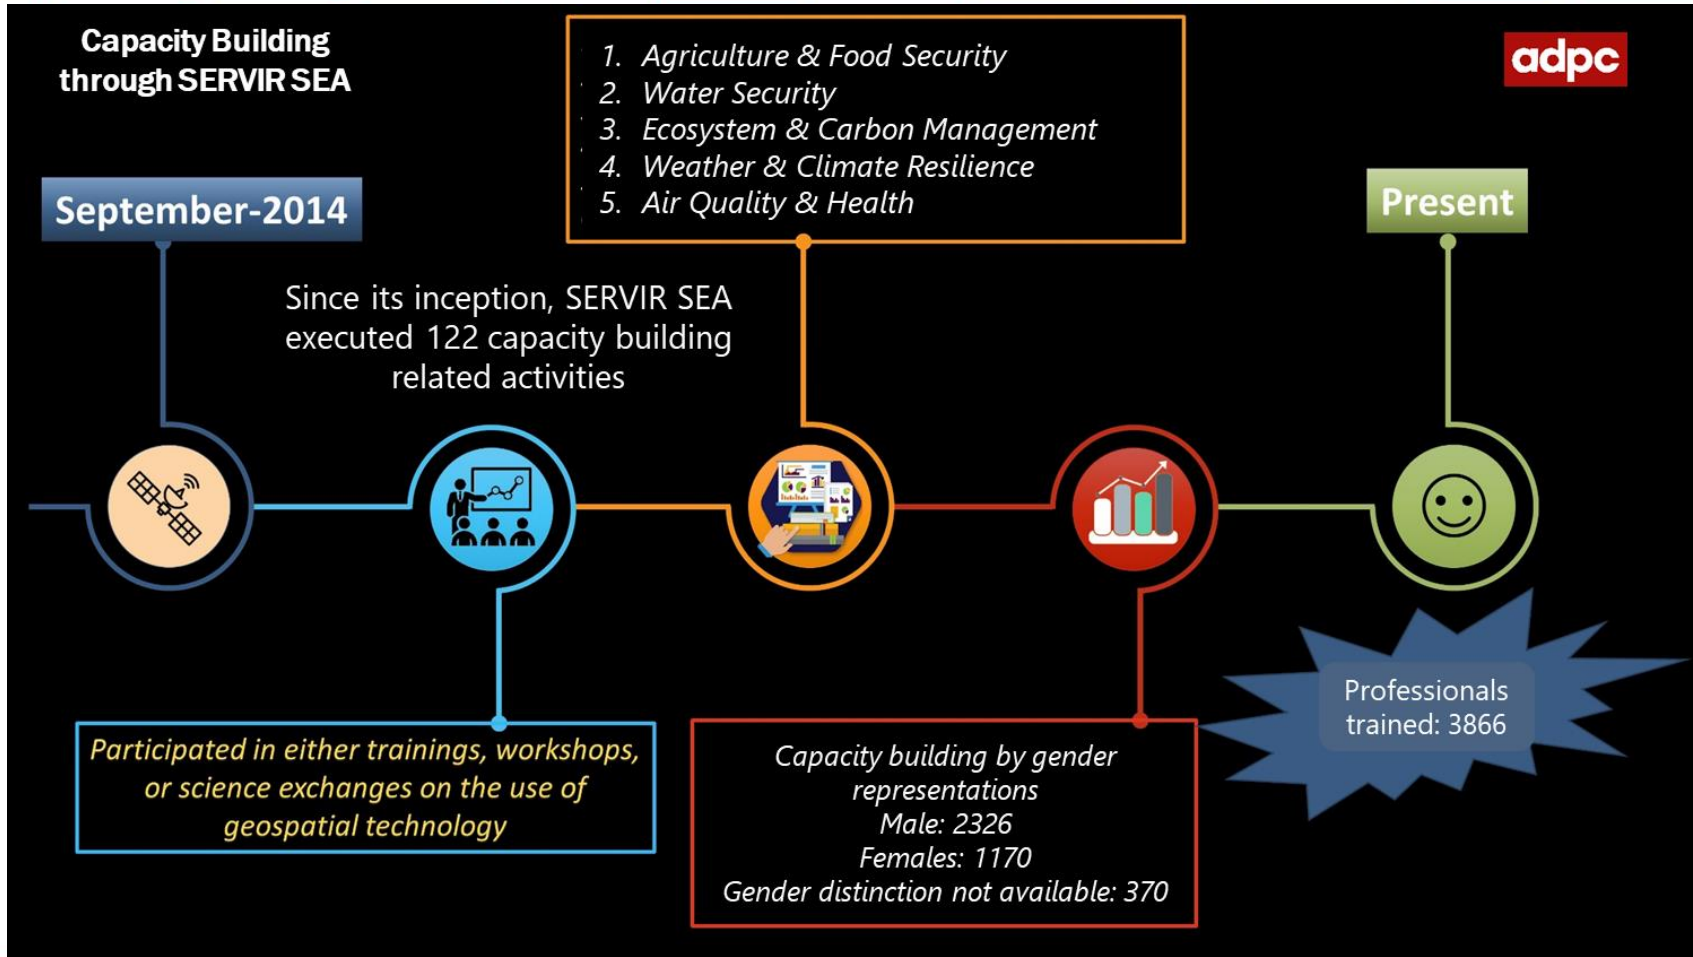 Capacity Building
through SERVIR SEA
1. Agriculture & Food Security
2. Water Security
3. Ecosystem & Carbon Management
4. Weather & Climate Resilience
5. Air Quality & Health
adpc
September-2014
Present
Since its inception, SERVIR SEA
executed 122 capacity building
related activities
Participated in either trainings, workshops,
or science exchanges on the use of
geospatial technology
Capacity building by gender
representations
Male: 2326
Females: 1170
Gender distinction not available: 370
Professionals
trained: 3866